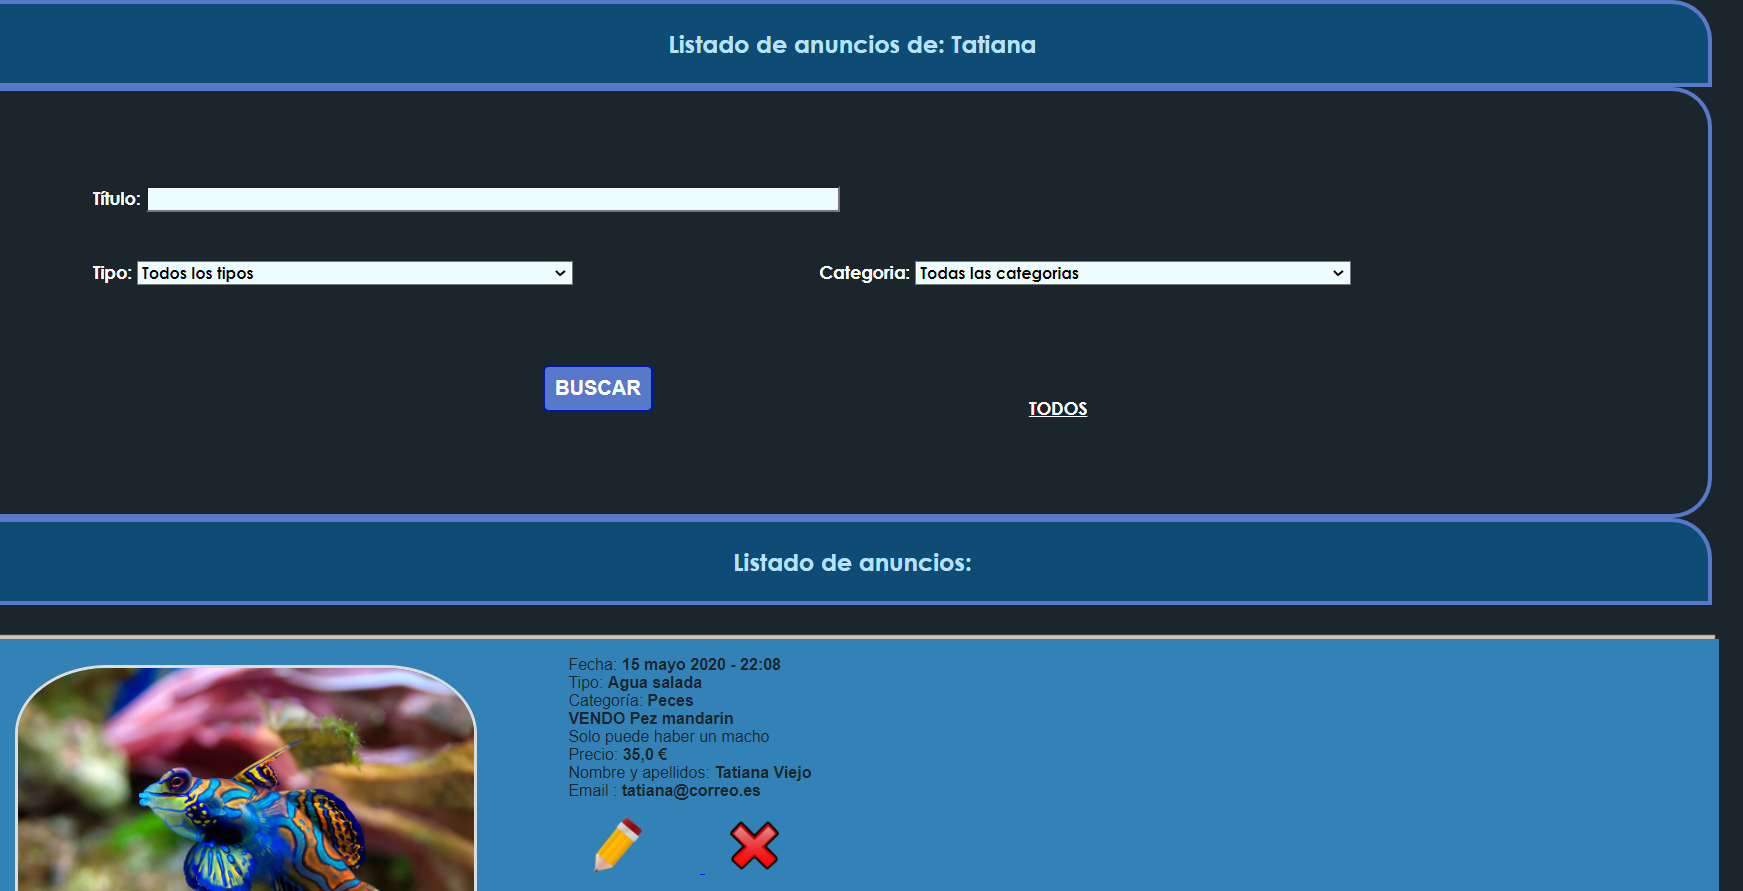 Listado de anuncios de: Tatiana
Título:
Tipo: Todos los tipos
Categoria: Todas las categorias
BUSCAR
TODOS
Listado de anuncios:
Fecha: 15 mayo 2020 - 22:08
Tipo: Agua salada
Categoría: Peces
VENDO Pez mandarín
Solo puede haber un macho
Precio: 35,0 €
Nombre y apellidos: Tatiana Viejo
Email : tatiana@correo.es